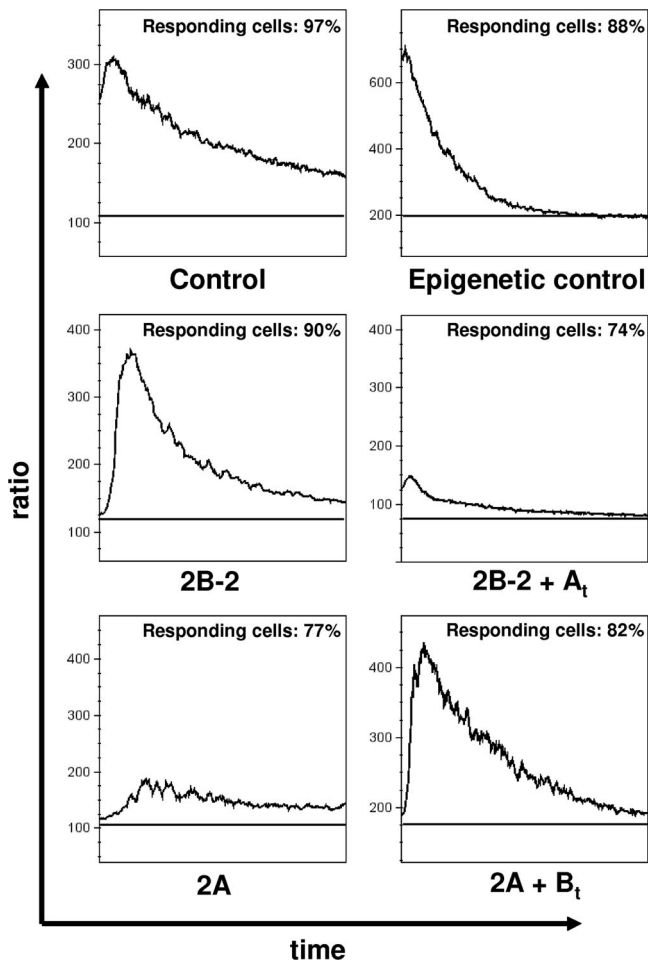 Responding cells: 97%
300
200
100
Control
Responding cells: 88%
600
400
200
Epigenetic control
Responding cells: 90%
400
300
200
100
2B-2
Responding cells: 74%
400
300
200
100
2B-2 + At
Responding cells: 77%
400
300
200
100
2A
Responding cells: 82%
400
300
200
2A + Bt
ratio
time